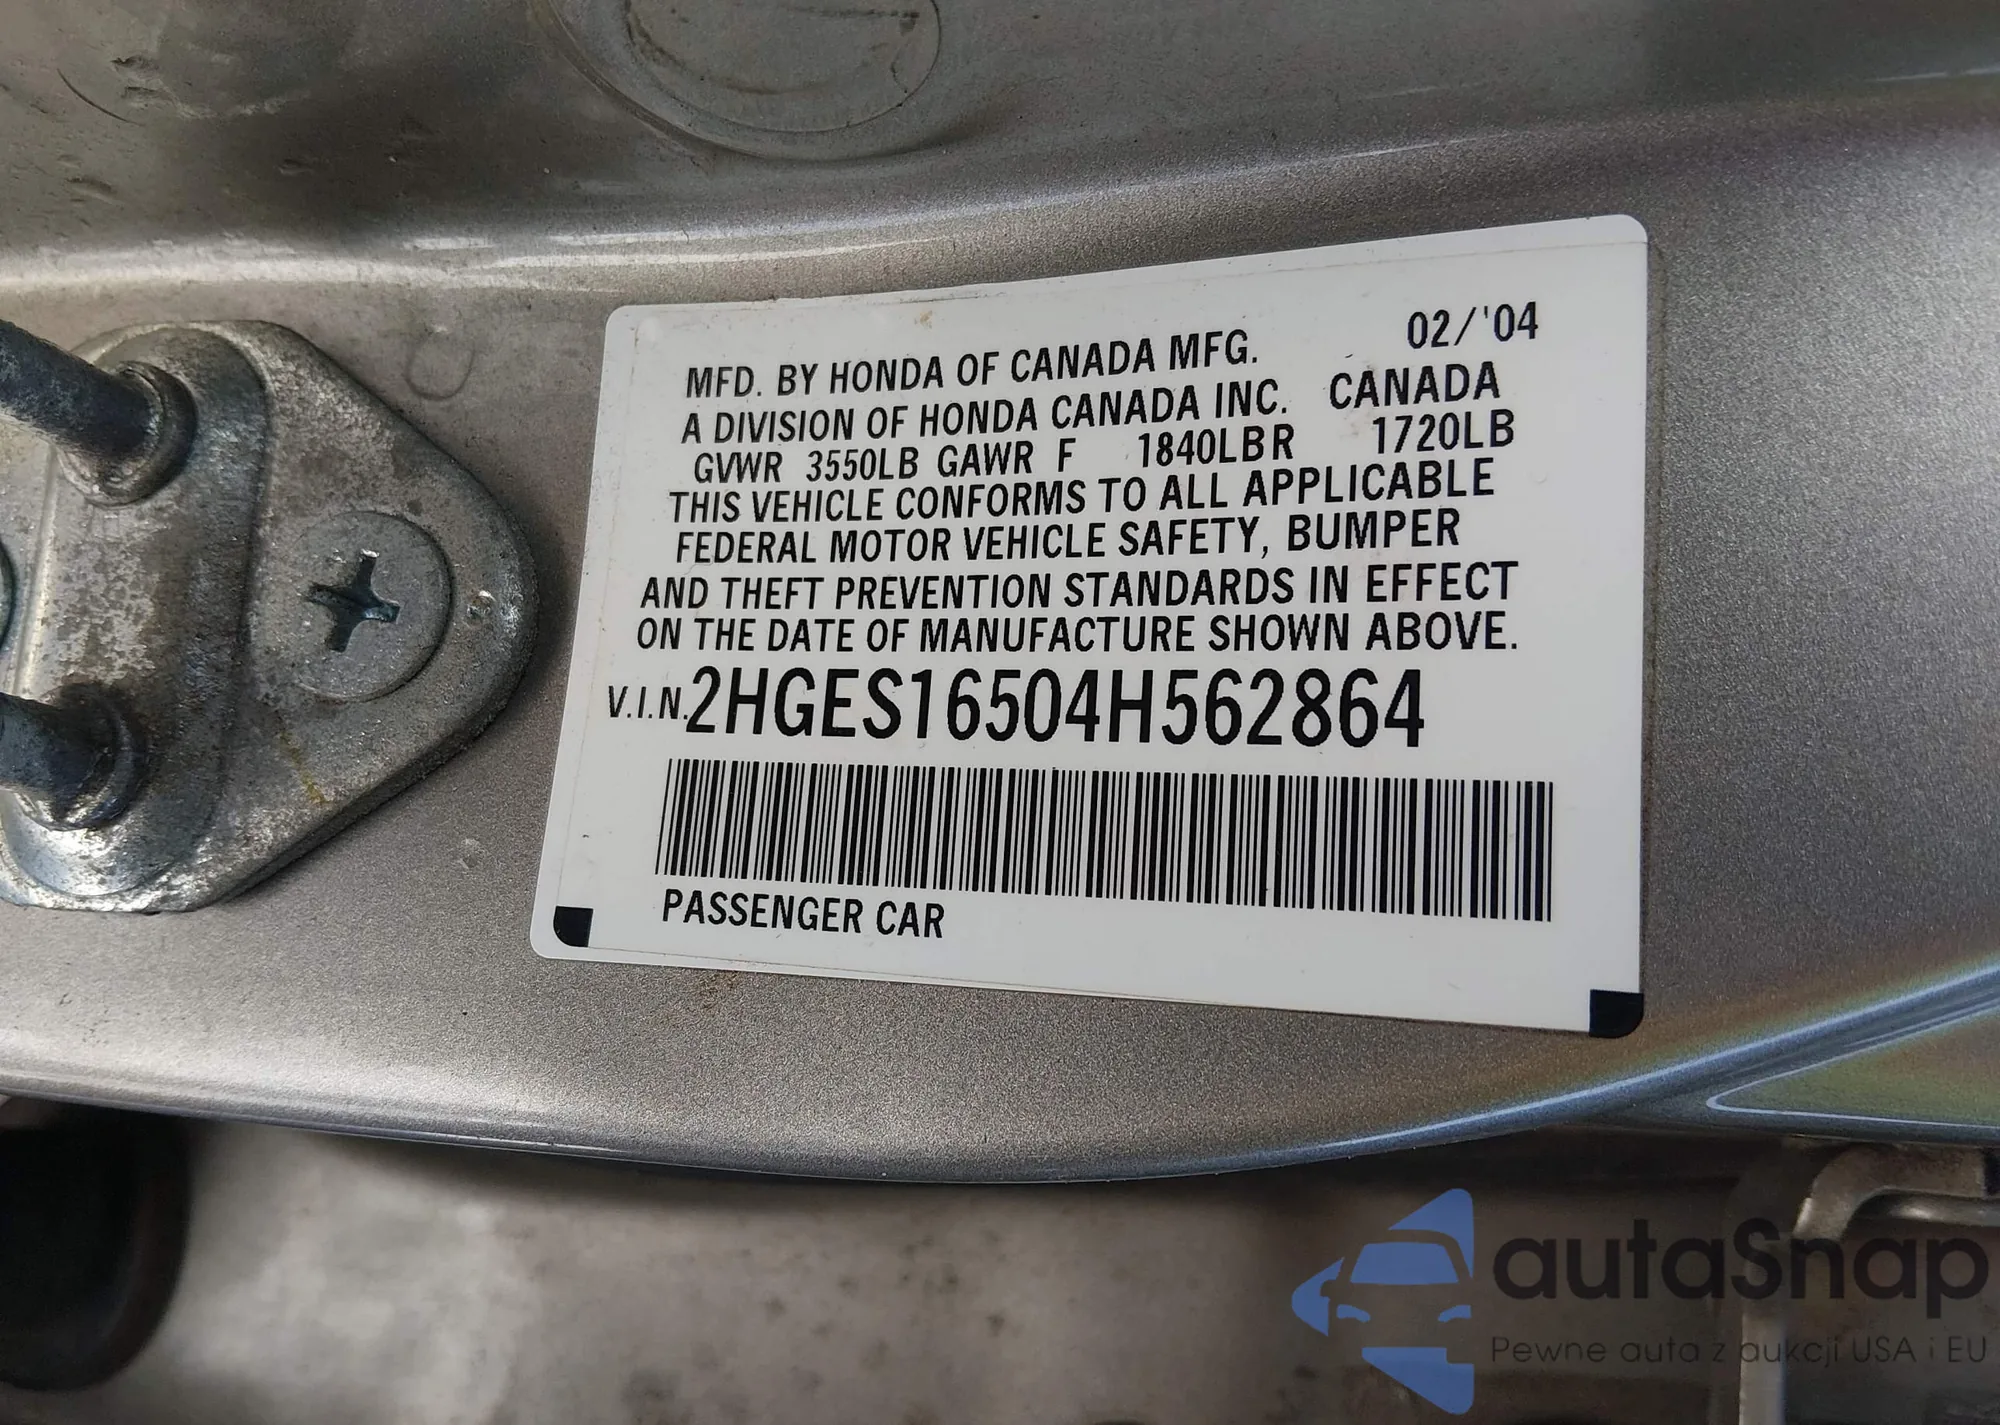 02/'04
MFD. BY HONDA OF CANADA MFG.
A DIVISION OF HONDA CANADA INC. CANADA
GVWR 3550LB GAWR F 1840LB R 1720LB
THIS VEHICLE CONFORMS TO ALL APPLICABLE
FEDERAL MOTOR VEHICLE SAFETY, BUMPER
AND THEFT PREVENTION STANDARDS IN EFFECT
ON THE DATE OF MANUFACTURE SHOWN ABOVE.
V.I.N. 2HGES16504H562864
PASSENGER CAR
autaSnap
Pewne auta z aukcji USA i EU